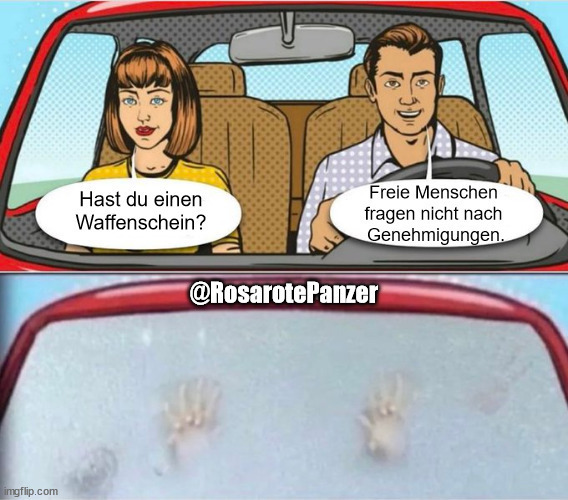 Hast du einen
Waffenschein?
Freie Menschen
fragen nicht nach
Genehmigungen.
@RosarotePanzer
imgflip.com